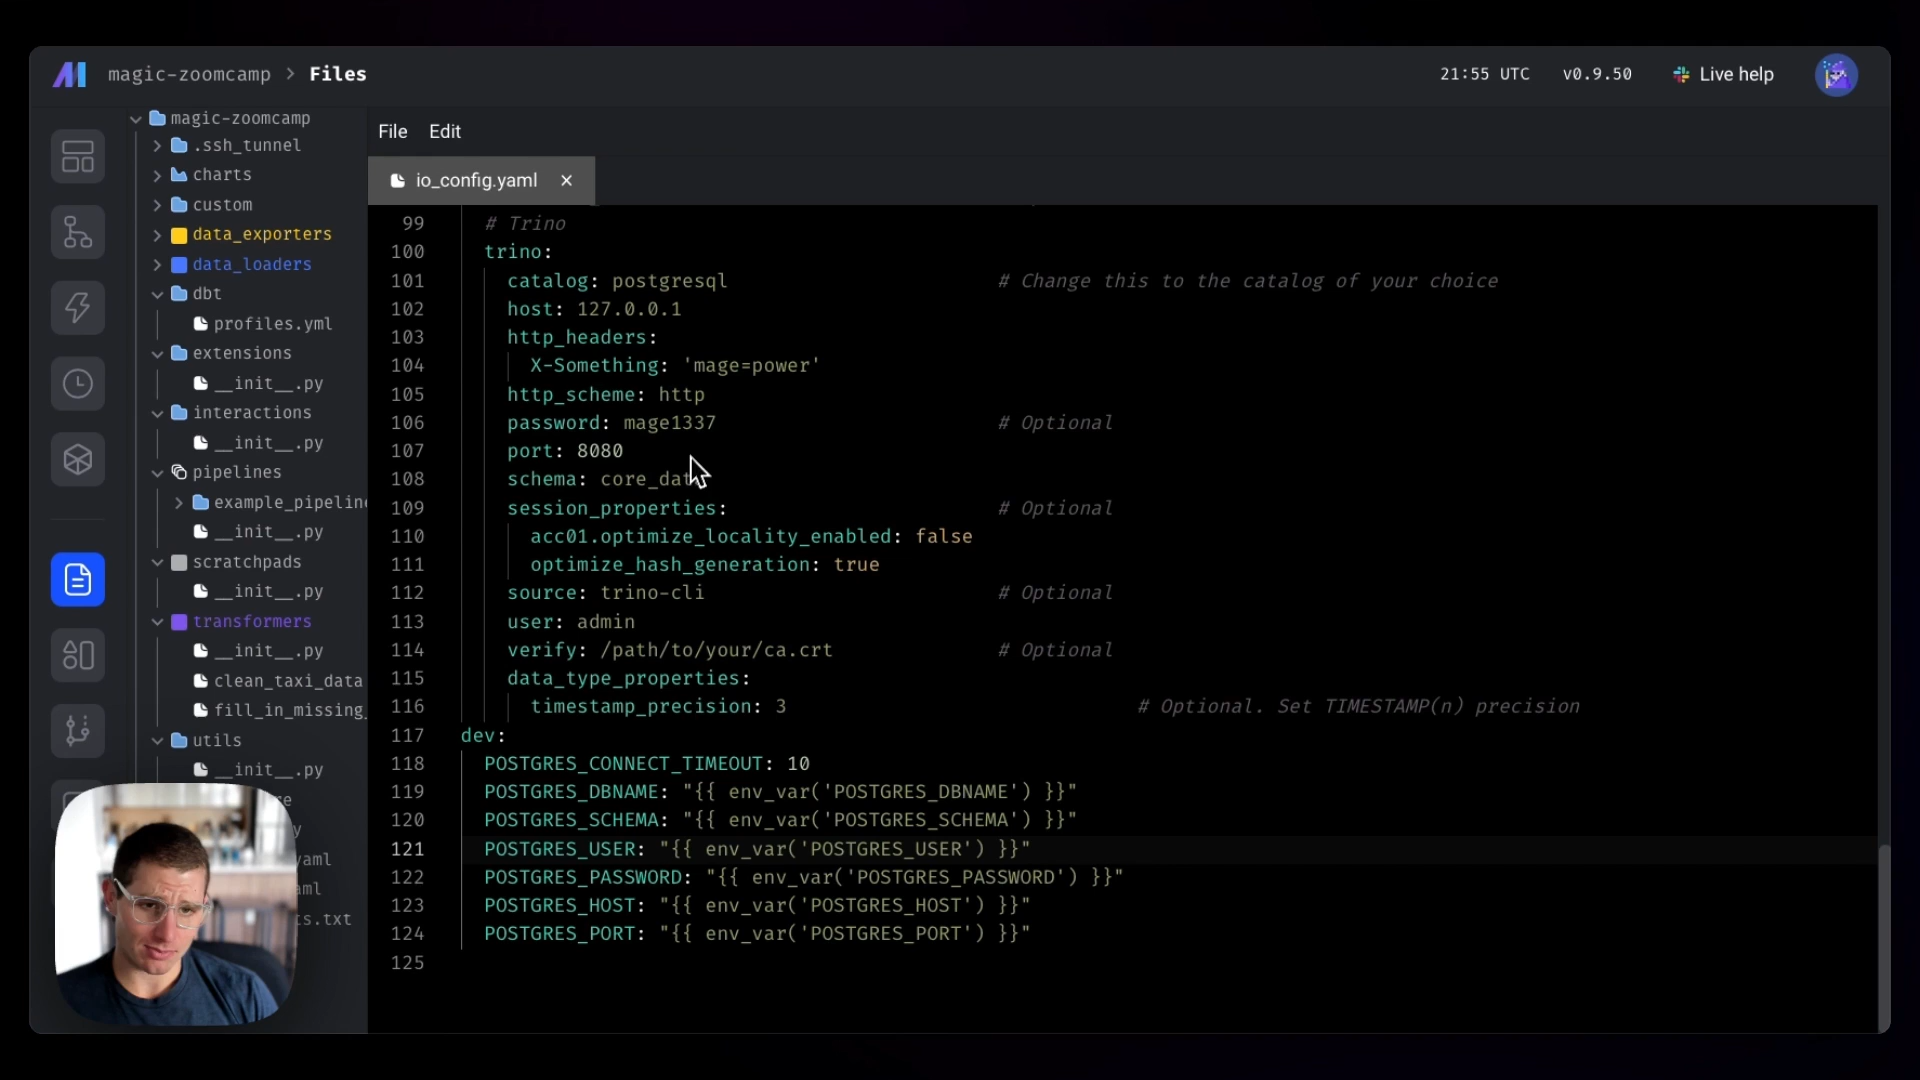 magic-zoomcamp > Files
21:55 UTC
v0.9.50
Live help
magic-zoomcamp
.ssh_tunnel
charts
custom
data_exporters
data_loaders
dbt
profiles.yml
extensions
__init__.py
interactions
__init__.py
pipelines
example_pipelin
__init__.py
scratchpads
__init__.py
transformers
__init__.py
clean_taxi_data
fill_in_missing_
utils
__init__.py
File Edit
io_config.yaml
99 # Trino
100 trino:
101 catalog: postgresql # Change this to the catalog of your choice
102 host: 127.0.0.1
103 http_headers:
104 X-Something: 'mage=power'
105 http_scheme: http
106 password: mage1337 # Optional
107 port: 8080
108 schema: core_dat
109 session_properties: # Optional
110 acc01.optimize_locality_enabled: false
111 optimize_hash_generation: true
112 source: trino-cli # Optional
113 user: admin
114 verify: /path/to/your/ca.crt # Optional
115 data_type_properties:
116 timestamp_precision: 3 # Optional. Set TIMESTAMP(n) precision
117 dev:
118 POSTGRES_CONNECT_TIMEOUT: 10
119 POSTGRES_DBNAME: "{{ env_var('POSTGRES_DBNAME') }}"
120 POSTGRES_SCHEMA: "{{ env_var('POSTGRES_SCHEMA') }}"
121 POSTGRES_USER: "{{ env_var('POSTGRES_USER') }}"
122 POSTGRES_PASSWORD: "{{ env_var('POSTGRES_PASSWORD') }}"
123 POSTGRES_HOST: "{{ env_var('POSTGRES_HOST') }}"
124 POSTGRES_PORT: "{{ env_var('POSTGRES_PORT') }}"
125